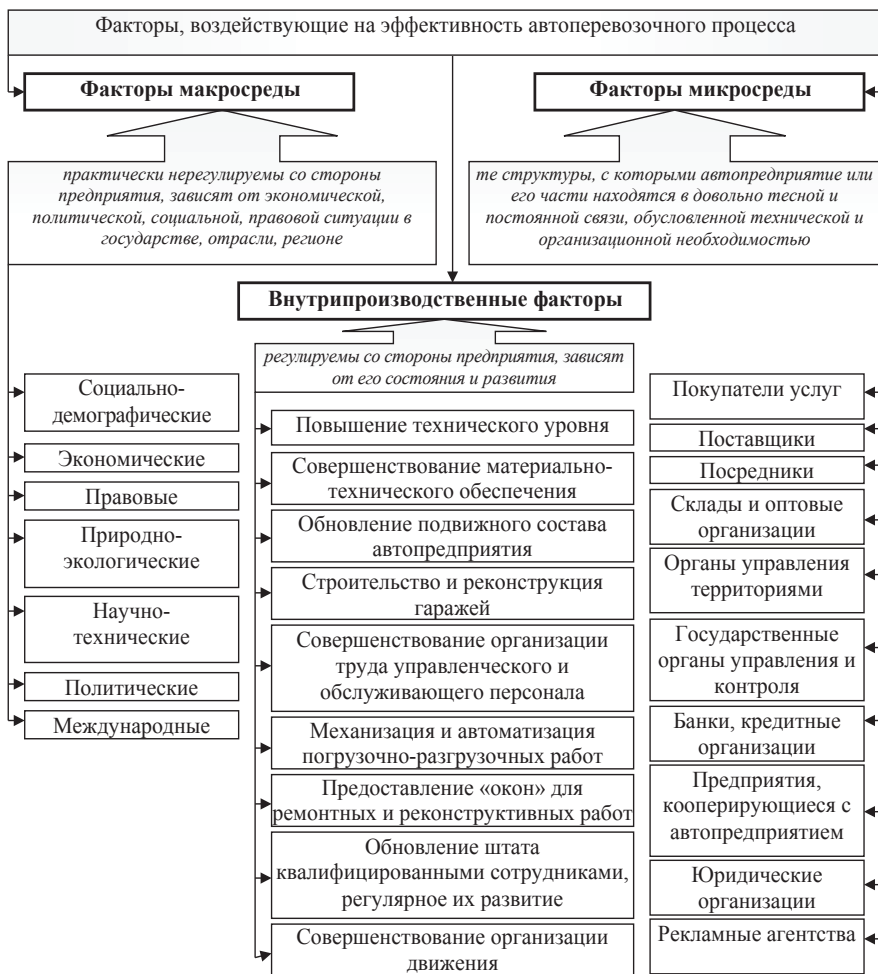 Факторы, воздействующие на эффективность автоперевозочного процесса
Факторы макросреды
Факторы микросреды
практически нерегулируемы со стороны
предприятия, зависят от экономической,
политической, социальной, правовой ситуации в
государстве, отрасли, регионе
те структуры, с которыми автопредприятие или
его части находятся в довольно тесной и
постоянной связи, обусловленной технической и
организационной необходимостью
Внутрипроизводственные факторы
регулируемы со стороны предприятия, зависят
от его состояния и развития
Социально-
демографические
Экономические
Правовые
Природно-
экологические
Научно-
технические
Политические
Международные
Повышение технического уровня
Совершенствование материально-
технического обеспечения
Обновление подвижного состава
автопредприятия
Строительство и реконструкция
гаражей
Совершенствование организации
труда управленческого и
обслуживающего персонала
Механизация и автоматизация
погрузочно-разгрузочных работ
Предоставление «окон» для
ремонтных и реконструктивных работ
Обновление штата
квалифицированными сотрудниками,
регулярное их развитие
Совершенствование организации
движения
Покупатели услуг
Поставщики
Посредники
Склады и оптовые
организации
Органы управления
территориями
Государственные
органы управления и
контроля
Банки, кредитные
организации
Предприятия,
кооперирующиеся с
автопредприятием
Юридические
организации
Рекламные агентства